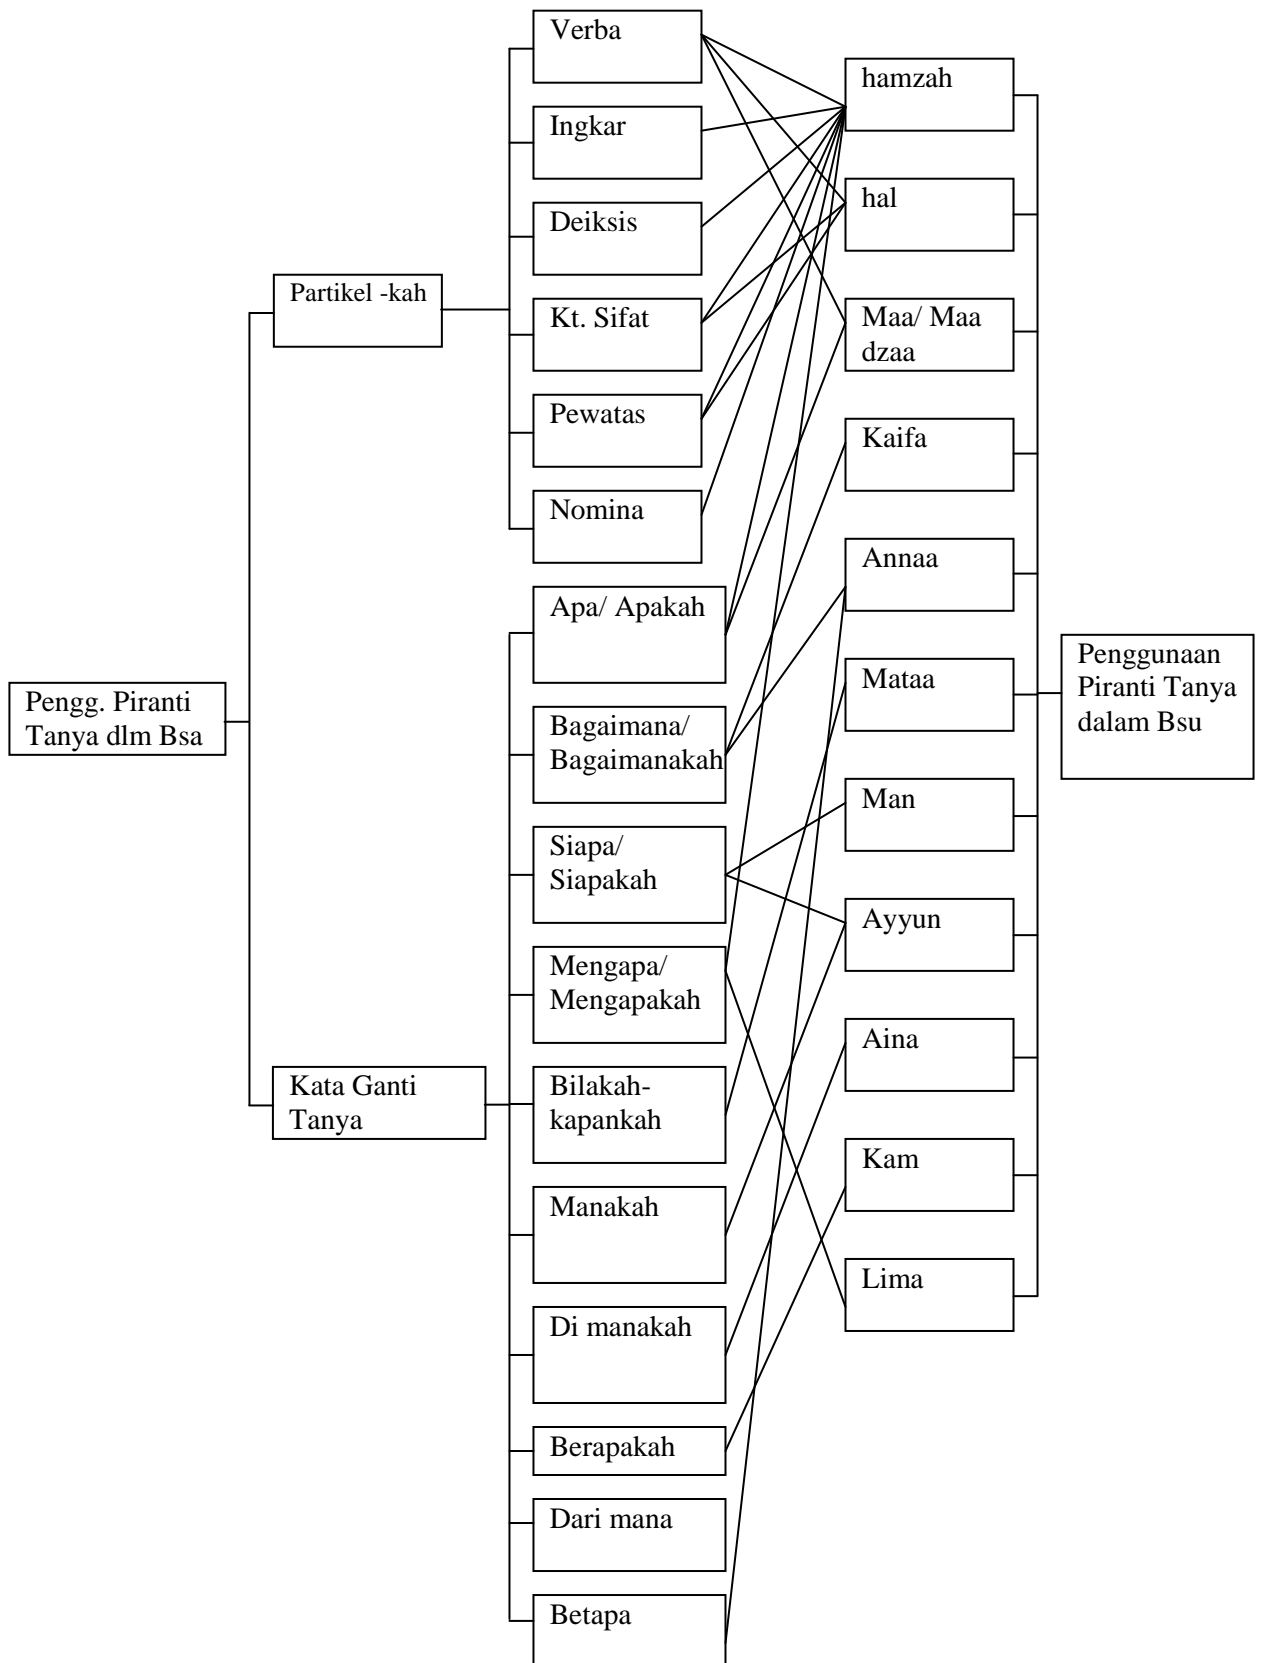 Pengg. Piranti
Tanya dlm Bsa
Partikel -kah
Kata Ganti
Tanya
Verba
Ingkar
Deiksis
Kt. Sifat
Pewatas
Nomina
Apa/ Apakah
Bagaimana/
Bagaimanakah
Siapa/
Siapakah
Mengapa/
Mengapakah
Bilakah-
kapankah
Manakah
Di manakah
Berapakah
Dari mana
Betapa
hamzah
hal
Maa/ Maa
dzaa
Kaifa
Annaa
Mataa
Man
Ayyun
Aina
Kam
Lima
Penggunaan
Piranti Tanya
dalam Bsu